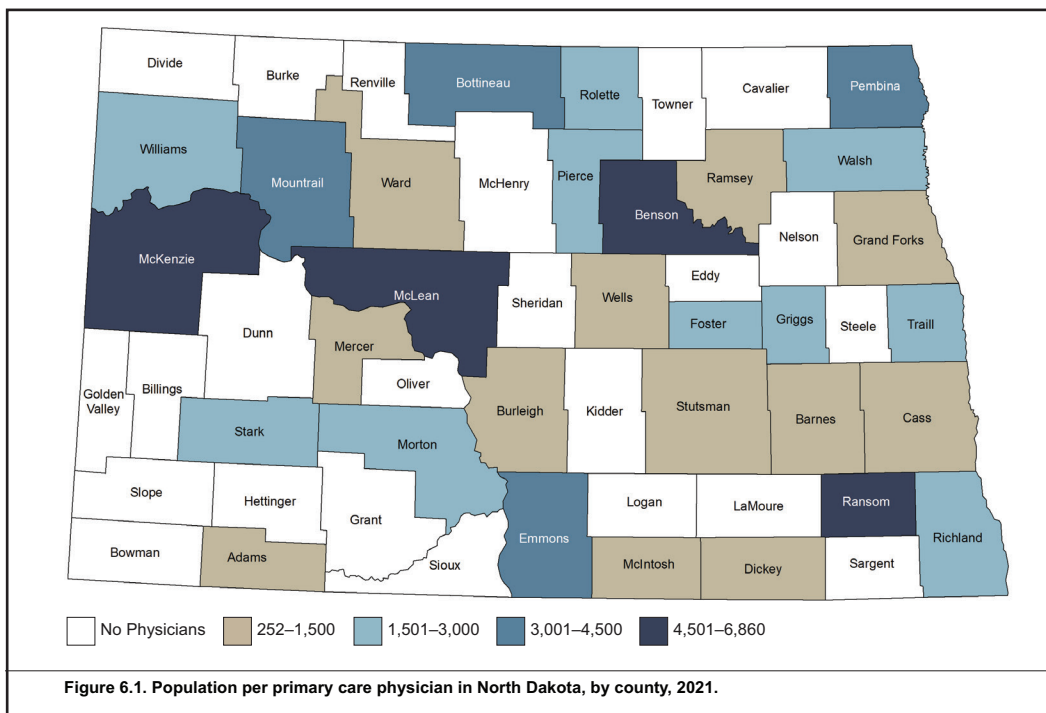 Divide
Burke
Renville
Bottineau
Rolette
Towner
Cavalier
Pembina
Williams
Mountrail
Ward
McHenry
Pierce
Benson
Ramsey
Walsh
Nelson
Grand Forks
McKenzie
McLean
Sheridan
Wells
Eddy
Foster
Griggs
Steele
Traill
Dunn
Mercer
Oliver
Golden
Valley
Billings
Stark
Morton
Burleigh
Kidder
Stutsman
Barnes
Cass
Slope
Hettinger
Grant
Bowman
Adams
Sioux
Emmons
Logan
LaMoure
Ransom
Richland
McIntosh
Dickey
Sargent
No Physicians 252–1,500 1,501–3,000 3,001–4,500 4,501–6,860
Figure 6.1. Population per primary care physician in North Dakota, by county, 2021.